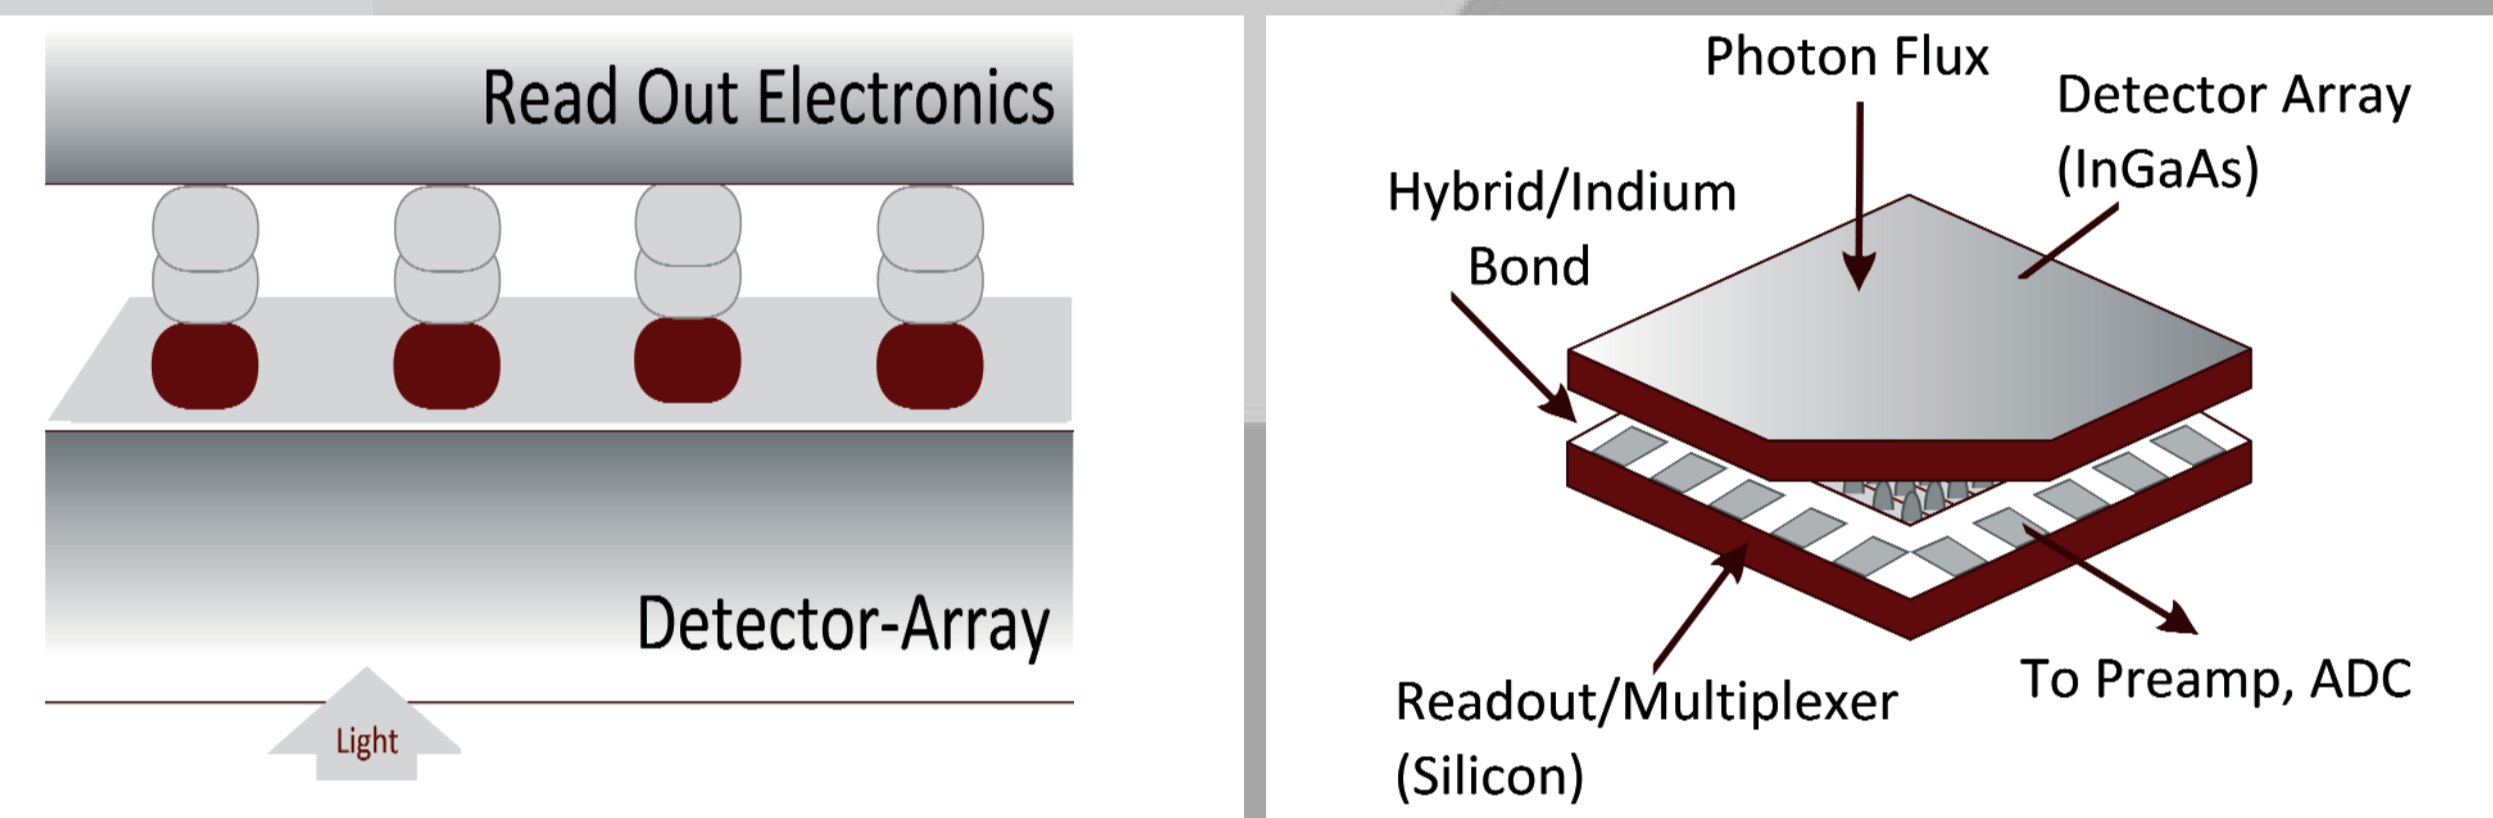 Read Out Electronics
Detector-Array
Light
Photon Flux
Detector Array
(InGaAs)
Hybrid/Indium
Bond
Readout/Multiplexer
(Silicon)
To Preamp, ADC